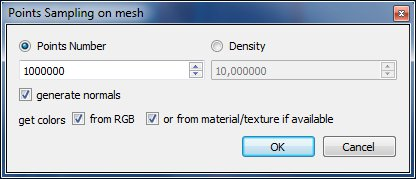 Points Sampling on mesh
Points Number
Density
1000000
10,000000
generate normals
get colors
from RGB
or from material/texture if available
OK
Cancel